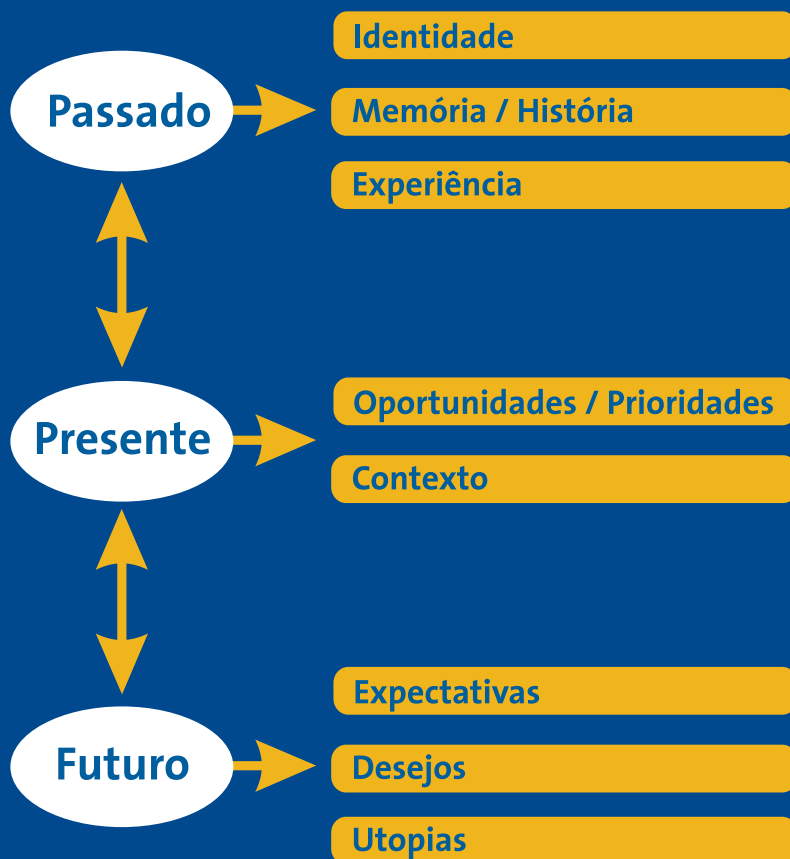 Passado
Identidade
Memória / História
Experiência
Presente
Oportunidades / Prioridades
Contexto
Futuro
Expectativas
Desejos
Utopias